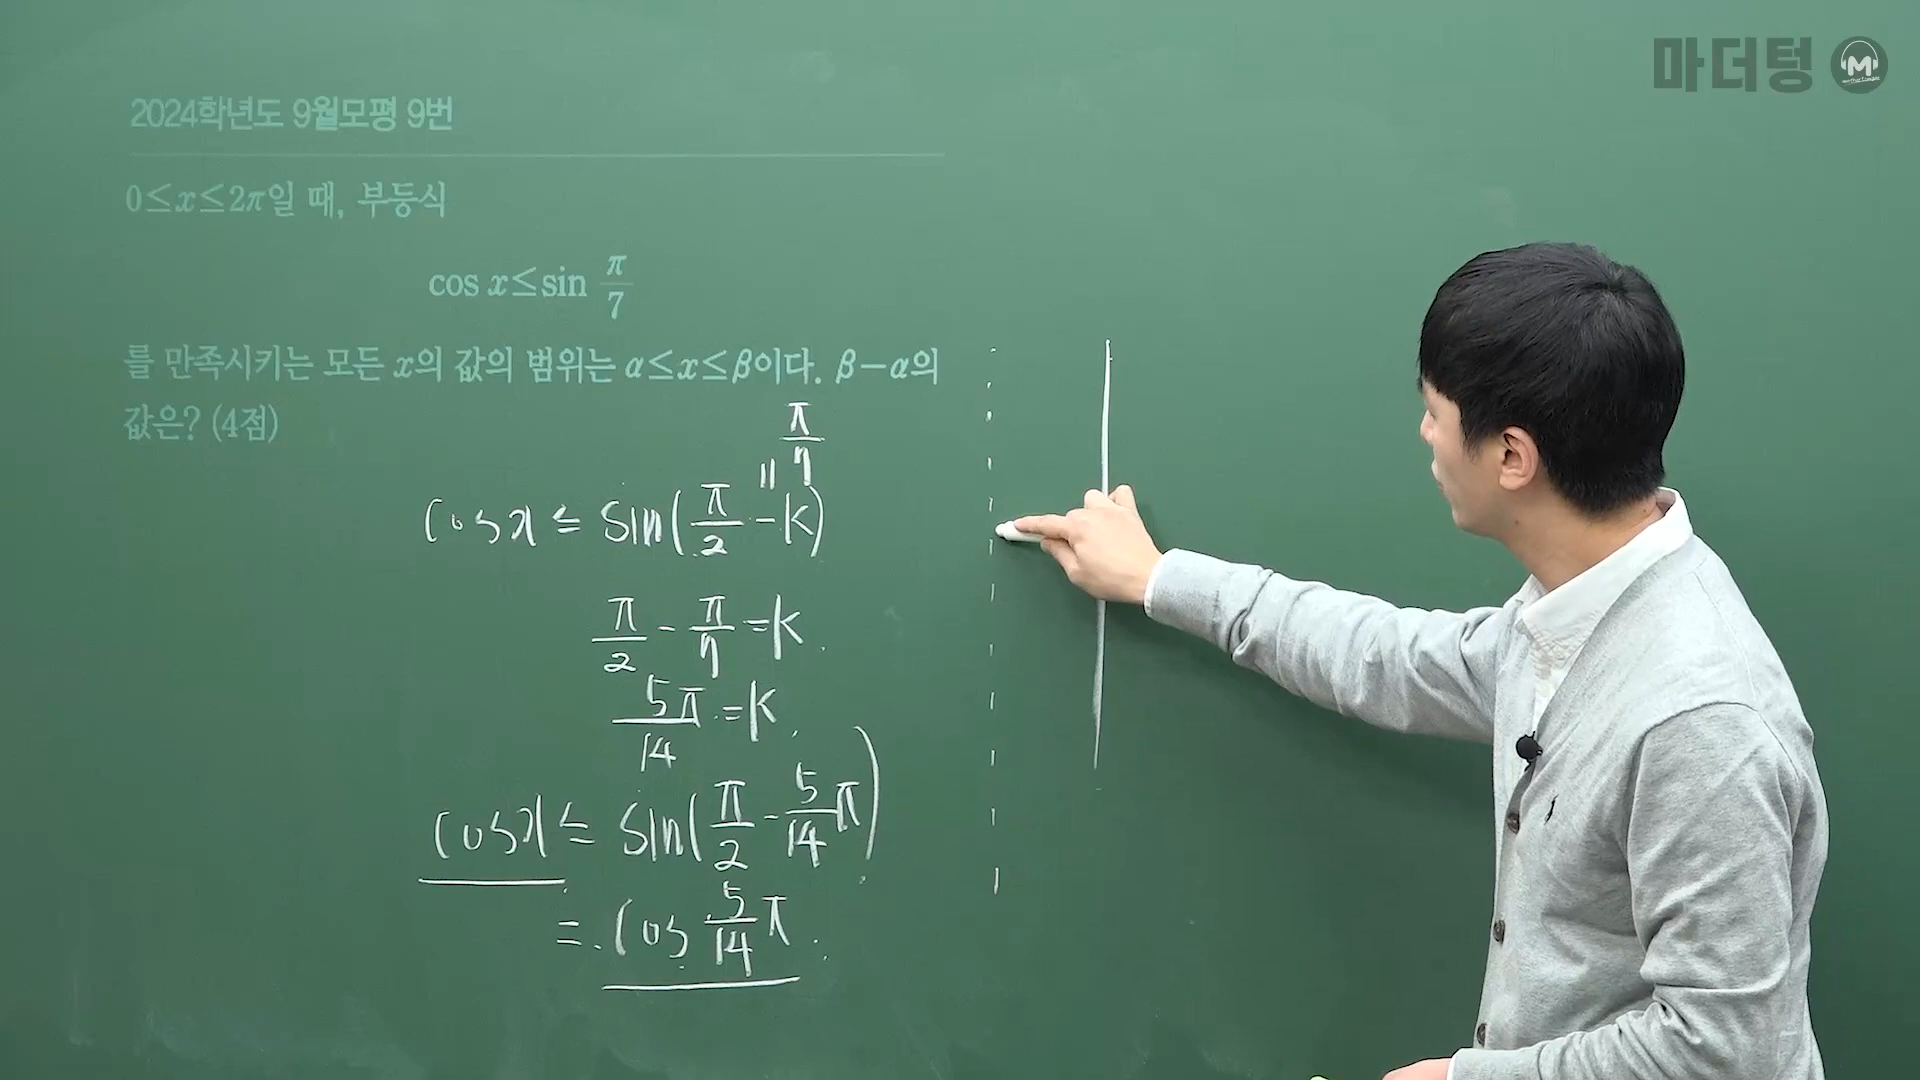 마더텅
2024학년도 9월모평 9번
0≤x≤2π일 때, 부등식
cos x≤sin π/7
를 만족시키는 모든 x의 값의 범위는 α≤x≤β이다. β-α의
값은? (4점)
π/7
=
cosx ≤ sin(π/2 - k)
π/2 - π/7 = k.
5π/14 = k.
cosx ≤ sin(π/2 - 5/14 π)
= cos 5/14 π.